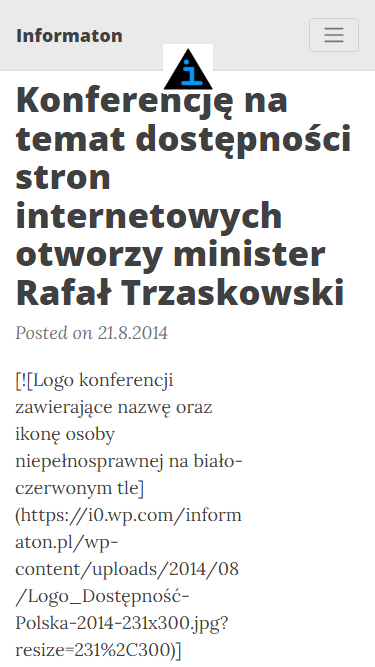 Informaton
i
Konferencję na
temat dostępności
stron
internetowych
otworzy minister
Rafał Trzaskowski
Posted on 21.8.2014
[![Logo konferencji
zawierające nazwę oraz
ikonę osoby
niepełnosprawnej na biało-
czerwonym tle]
(https://i0.wp.com/inform
aton.pl/wp-
content/uploads/2014/08
/Logo_Dostępność-
Polska-2014-231x300.jpg?
resize=231%2C300)]